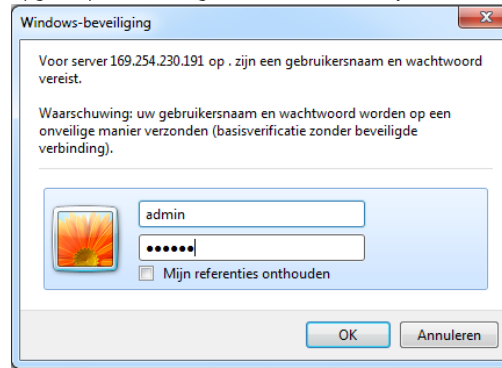 Windows-beveiliging
Voor server 169.254.230.191 op . zijn een gebruikersnaam en wachtwoord
vereist.
Waarschuwing: uw gebruikersnaam en wachtwoord worden op een
onveilige manier verzonden (basisverificatie zonder beveiligde
verbinding).
admin
••••••
Mijn referenties onthouden
OK
Annuleren